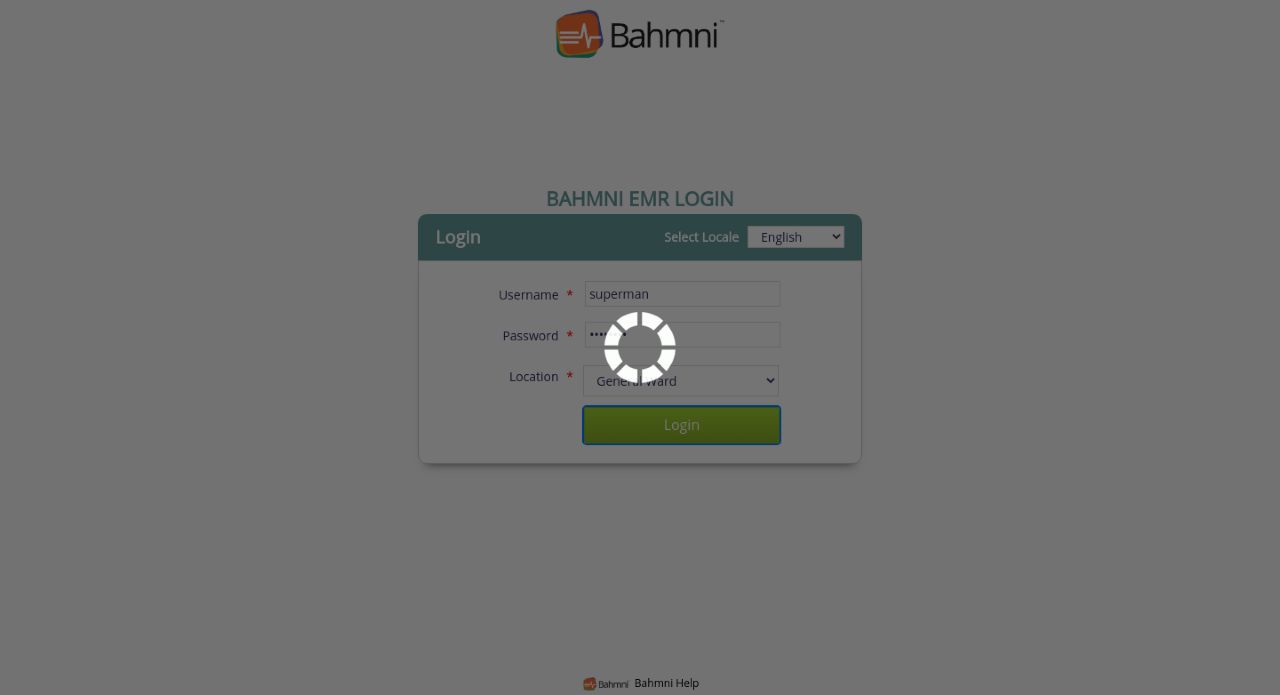 Bahmni™
BAHMNI EMR LOGIN
Login
Select Locale English
Username * superman
Password * ••••••••
Location * General Ward
Login
Bahmni Bahmni Help